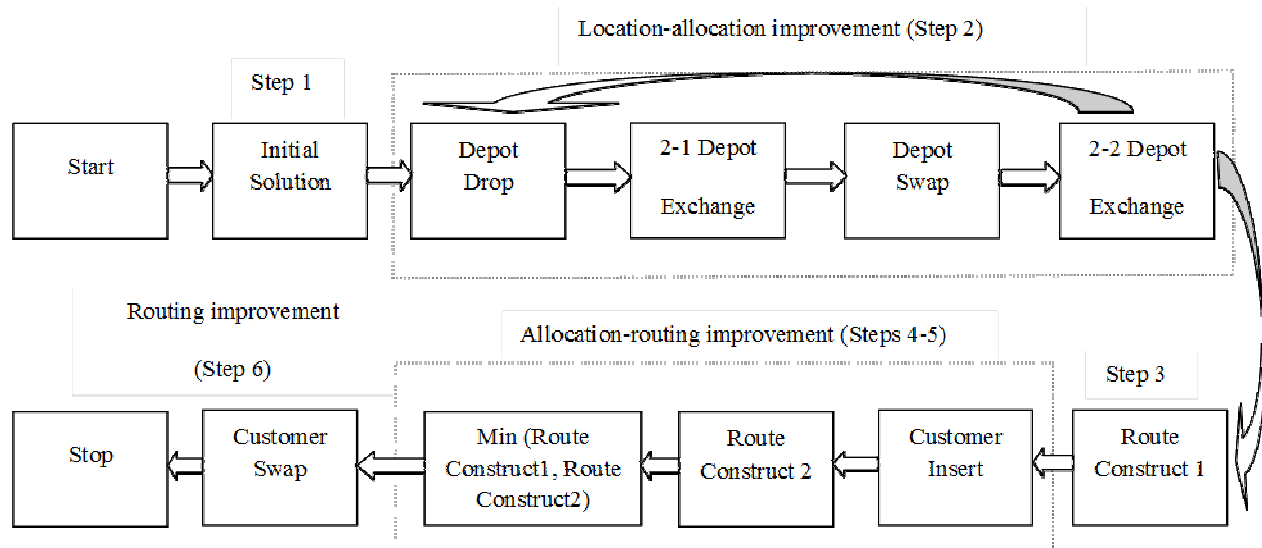 Location-allocation improvement (Step 2)
Step 1
Start
Initial
Solution
Depot
Drop
2-1 Depot
Exchange
Depot
Swap
2-2 Depot
Exchange
Routing improvement
(Step 6)
Allocation-routing improvement (Steps 4-5)
Step 3
Stop
Customer
Swap
Min (Route
Construct1, Route
Construct2)
Route
Construct 2
Customer
Insert
Route
Construct 1